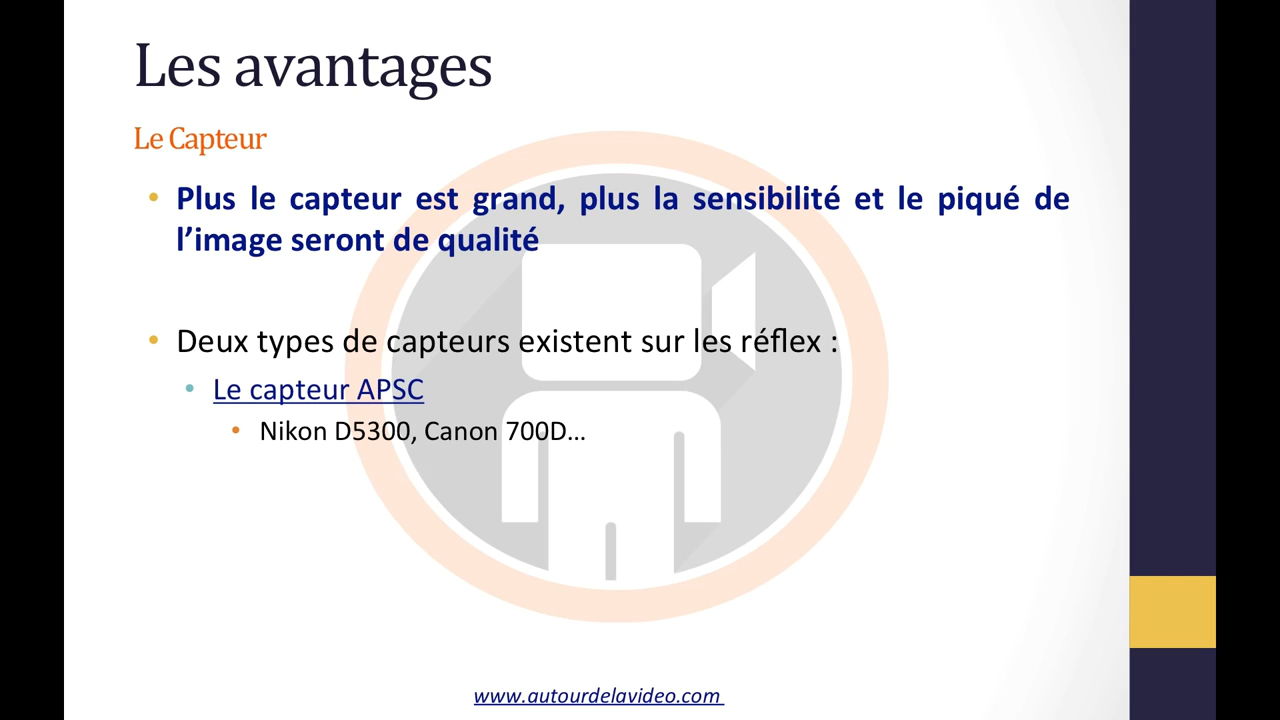 Les avantages
Le Capteur
• Plus le capteur est grand, plus la sensibilité et le piqué de
l’image seront de qualité
• Deux types de capteurs existent sur les réflex :
• Le capteur APSC
• Nikon D5300, Canon 700D…
www.autourdelavideo.com